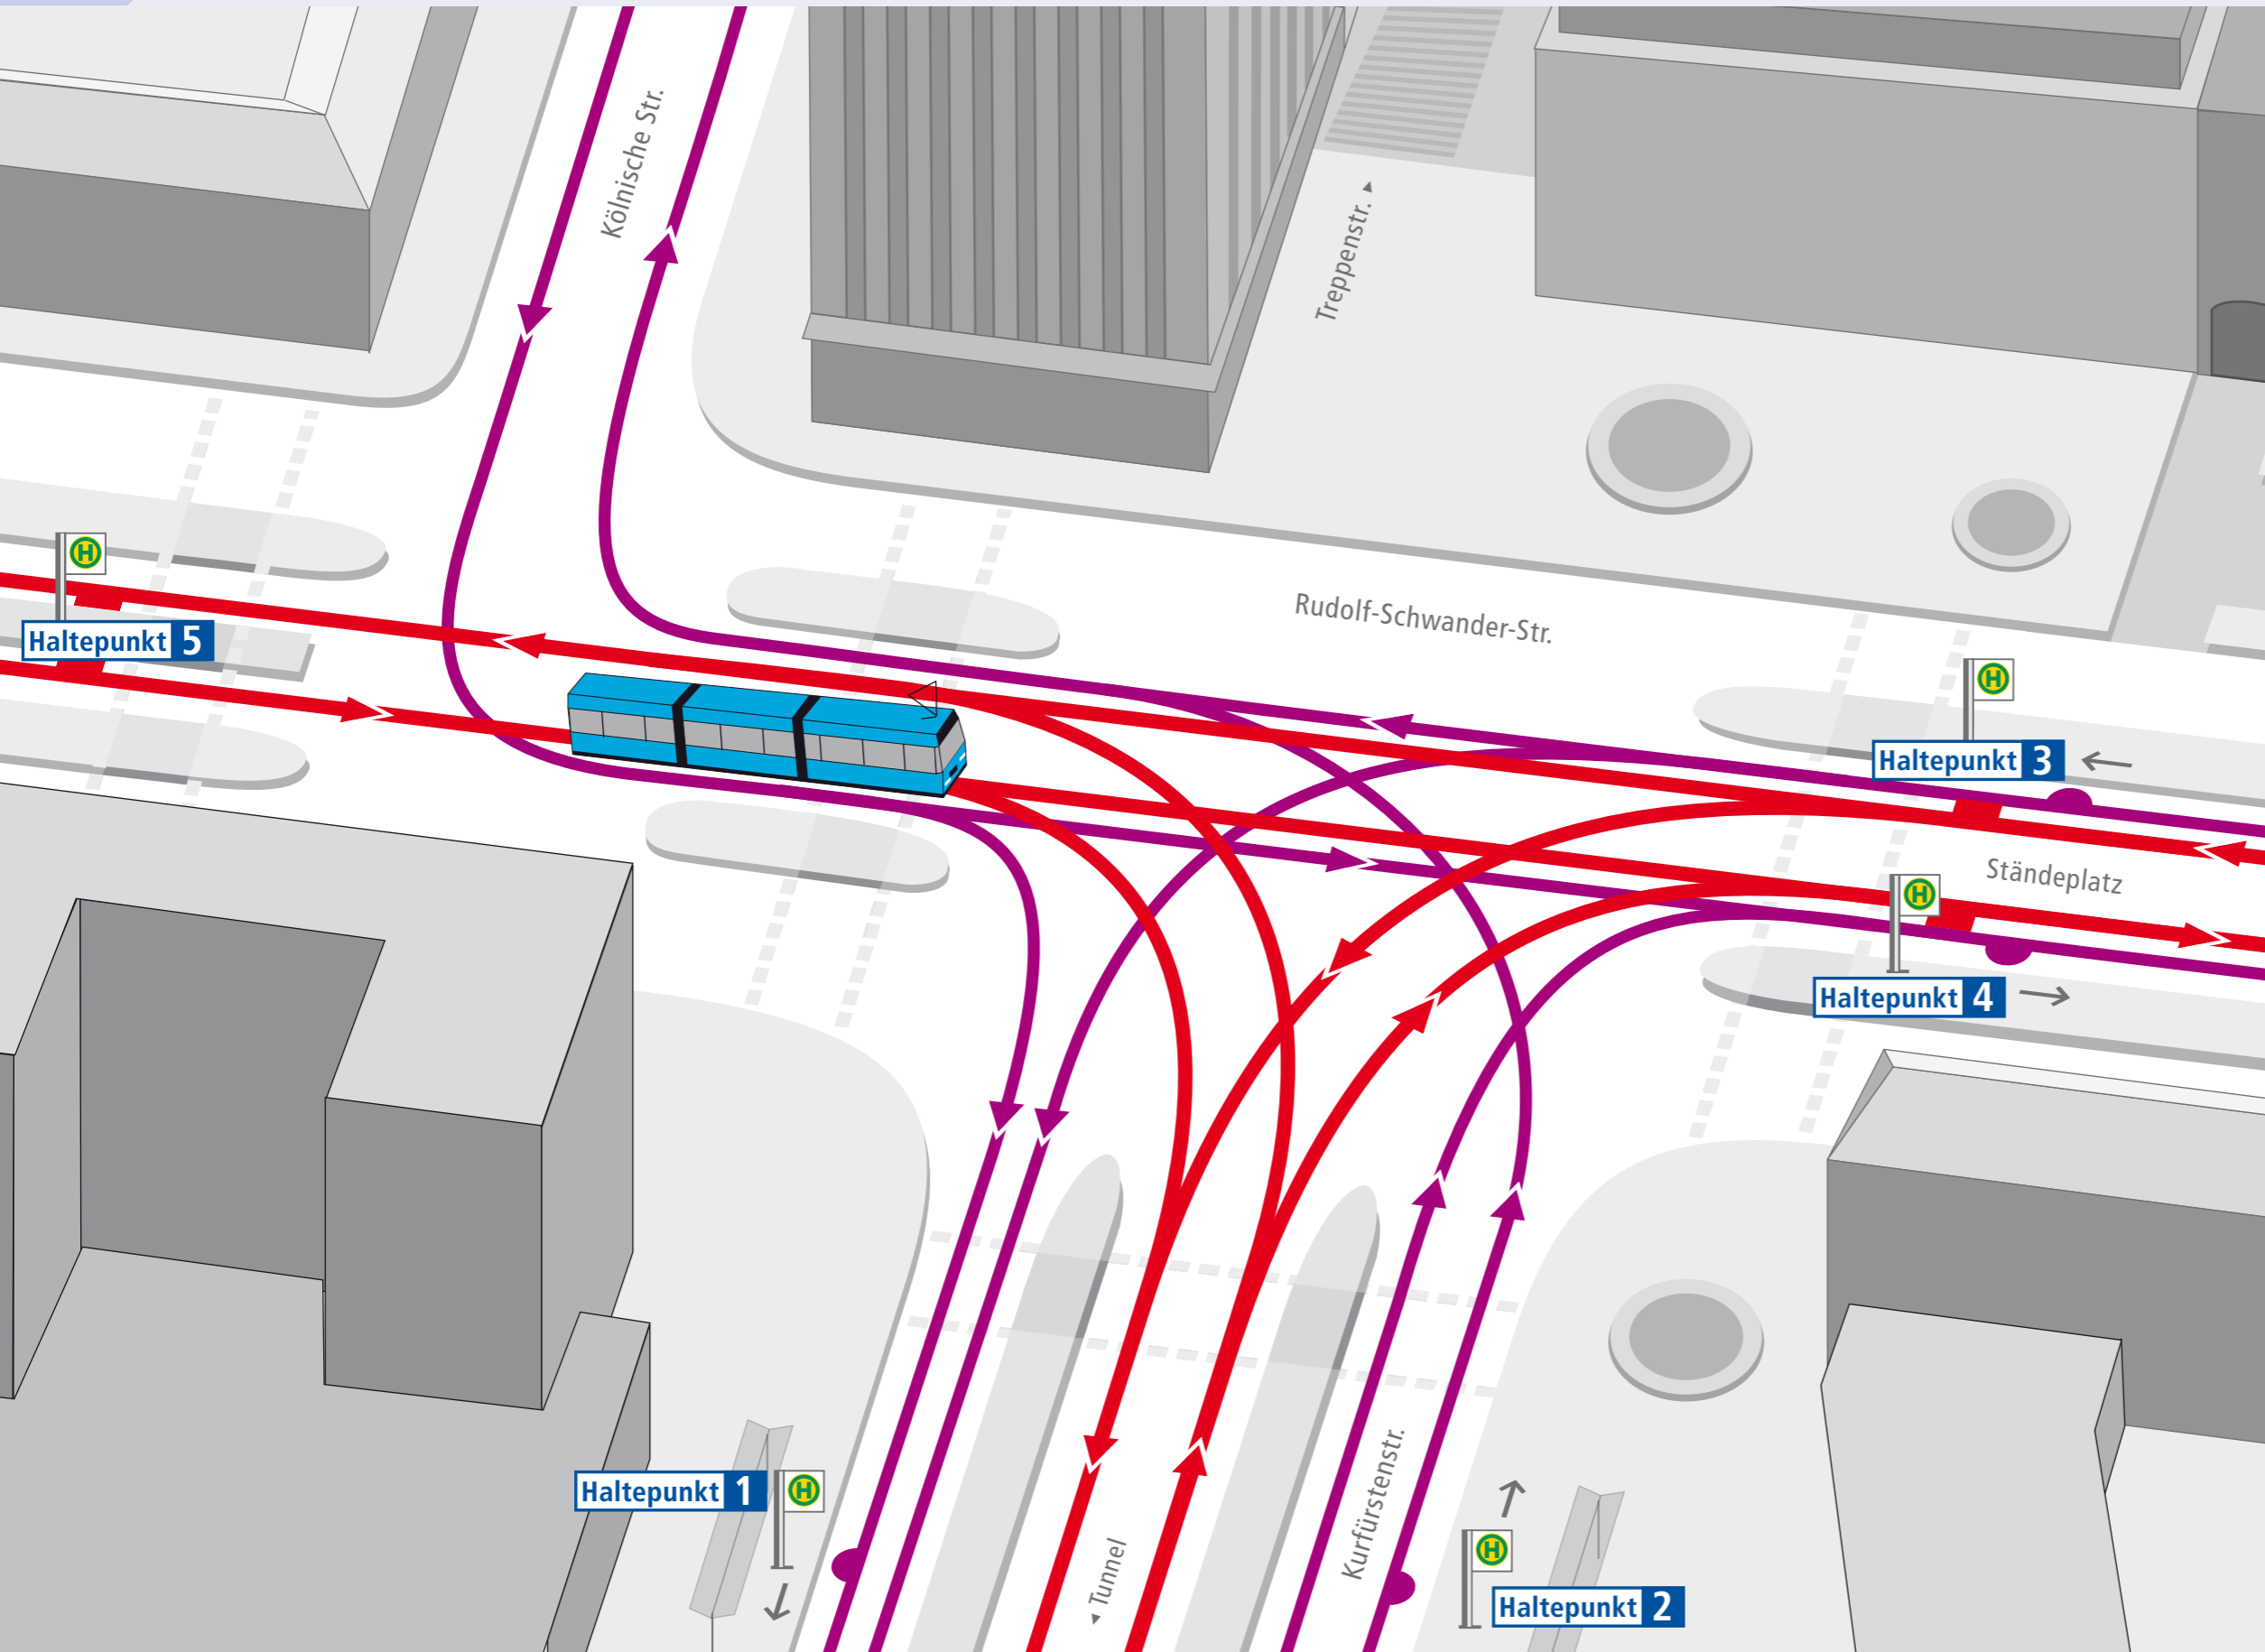 Kölnische Str.
Treppenstr.
H
Haltepunkt 5
Rudolf-Schwander-Str.
H
Haltepunkt 3
Ständeplatz
H
Haltepunkt 4
Haltepunkt 1
H
Tunnel
Kurfürstenstr.
H
Haltepunkt 2